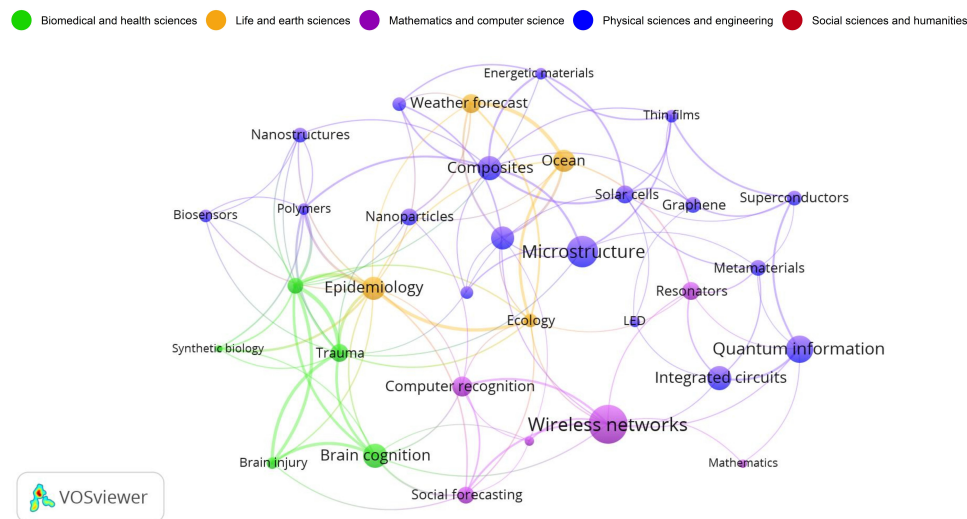 Biomedical and health sciences
Life and earth sciences
Mathematics and computer science
Physical sciences and engineering
Social sciences and humanities
Energetic materials
Weather forecast
Thin films
Nanostructures
Composites
Ocean
Solar cells
Graphene
Superconductors
Biosensors
Polymers
Nanoparticles
Microstructure
Metamaterials
Epidemiology
Resonators
Ecology
LED
Synthetic biology
Trauma
Quantum information
Computer recognition
Integrated circuits
Wireless networks
Brain injury
Brain cognition
Mathematics
Social forecasting
VOSviewer